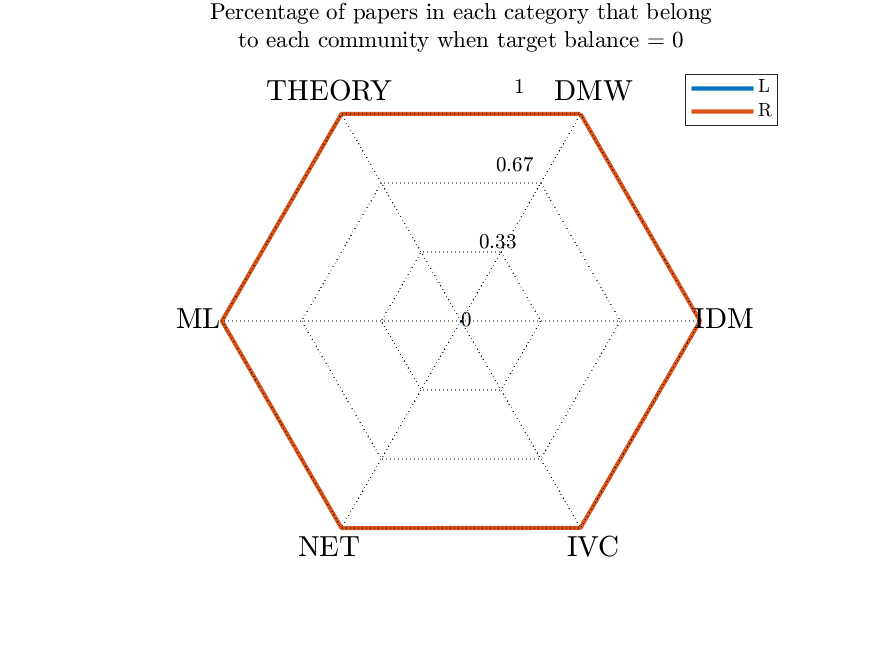 Percentage of papers in each category that belong
to each community when target balance = 0
THEORY
1
DMW
L
R
0.67
0.33
ML
0
IDM
NET
IVC